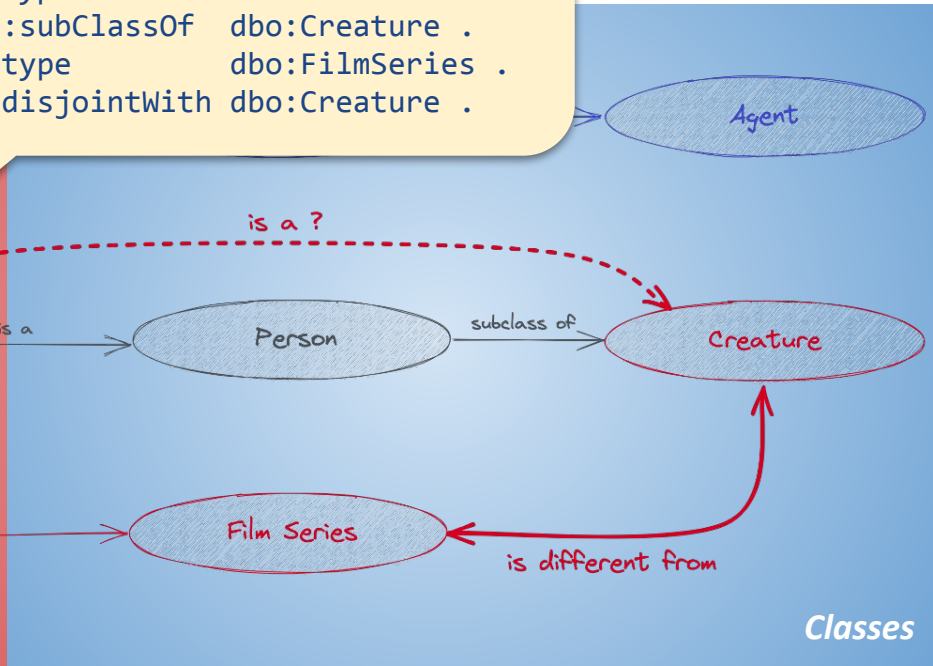 :subClassOf dbo:Creature .
type dbo:FilmSeries .
disjointWith dbo:Creature .
Agent
is a ?
is a
Person
subclass of
Creature
Film Series
is different from
Classes